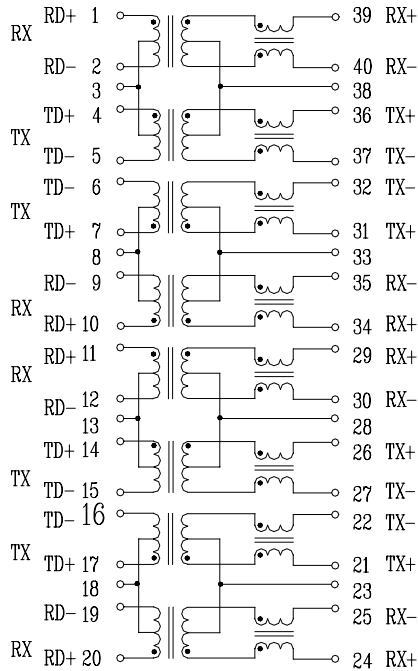 RD+ 1 39 RX+
RX
RD- 2 40 RX-
3 38
TD+ 4 36 TX+
TX
TD- 5 37 TX-
TD- 6 32 TX-
TX
TD+ 7 31 TX+
8 33
RD- 9 35 RX-
RX
RD+ 10 34 RX+
RD+ 11 29 RX+
RX
RD- 12 30 RX-
13 28
TD+ 14 26 TX+
TX
TD- 15 27 TX-
TD- 16 22 TX-
TX
TD+ 17 21 TX+
18 23
RD- 19 25 RX-
RX
RD+ 20 24 RX+